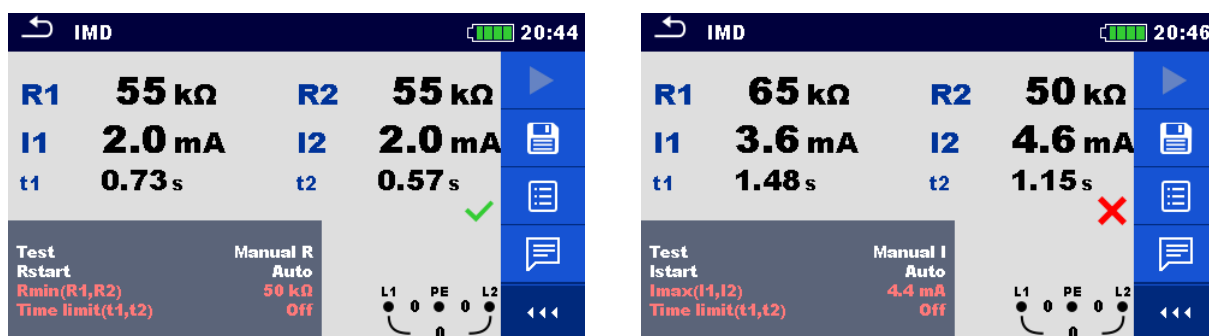 IMD 20:44
R1 55 kΩ R2 55 kΩ
I1 2.0 mA I2 2.0 mA
t1 0.73 s t2 0.57 s
Test Manual R
Rstart Auto
Rmin(R1,R2) 50 kΩ
Time limit(t1,t2) Off
L1 PE L2
0 0
0
IMD 20:46
R1 65 kΩ R2 50 kΩ
I1 3.6 mA I2 4.6 mA
t1 1.48 s t2 1.15 s
Test Manual I
Istart Auto
Imax(I1,I2) 4.4 mA
Time limit(t1,t2) Off
L1 PE L2
0 0
0